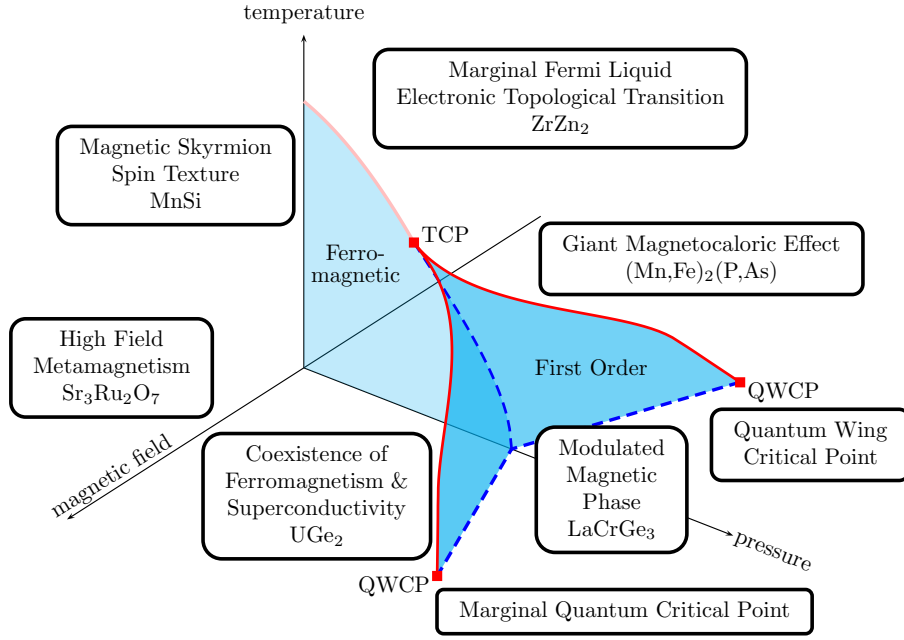 temperature
Marginal Fermi Liquid
Electronic Topological Transition
ZrZn₂
Magnetic Skyrmion
Spin Texture
MnSi
TCP
Ferro-
magnetic
Giant Magnetocaloric Effect
(Mn,Fe)₂(P,As)
High Field
Metamagnetism
Sr₃Ru₂O₇
First Order
QWCP
magnetic field
Coexistence of
Ferromagnetism &
Superconductivity
UGe₂
Modulated
Magnetic
Phase
LaCrGe₃
Quantum Wing
Critical Point
pressure
QWCP
Marginal Quantum Critical Point